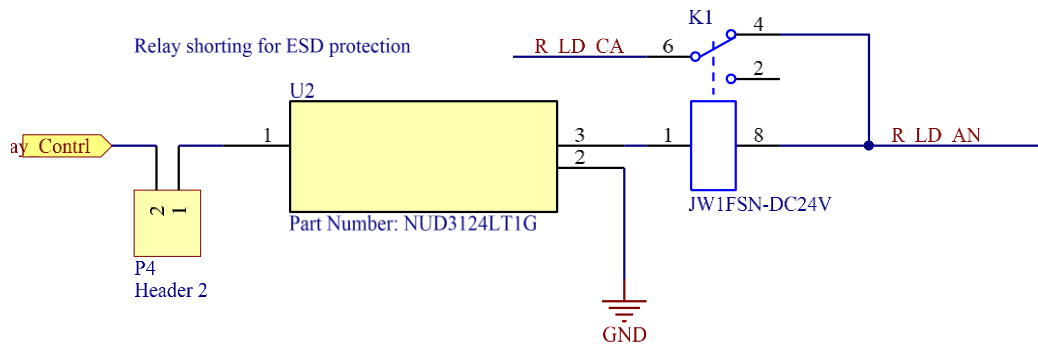 K1
Relay shorting for ESD protection
R_LD_CA
6
4
2
U2
ay_Contrl
1
3
2
1
8
R_LD_AN
2
1
Part Number: NUD3124LT1G
JW1FSN-DC24V
P4
Header 2
GND